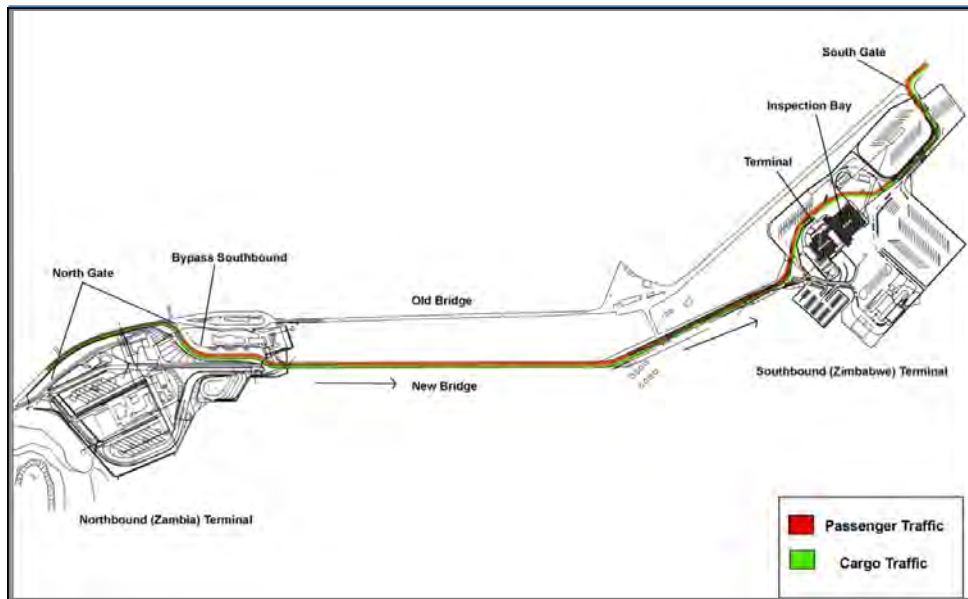 South Gate
Inspection Bay
Terminal
Bypass Southbound
North Gate
Old Bridge
New Bridge
Southbound (Zimbabwe) Terminal
Northbound (Zambia) Terminal
Passenger Traffic
Cargo Traffic